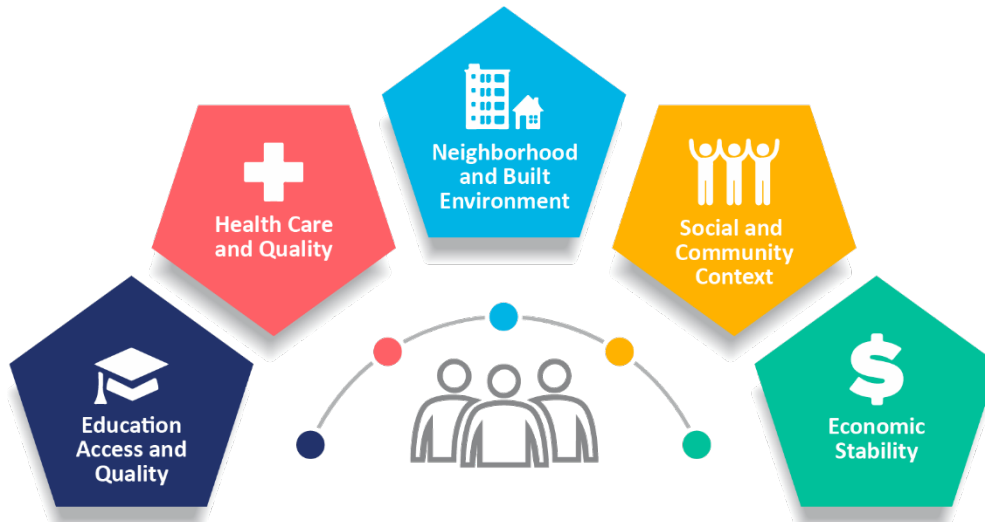 Education
Access and
Quality
Health Care
and Quality
Neighborhood
and Built
Environment
Social and
Community
Context
$
Economic
Stability